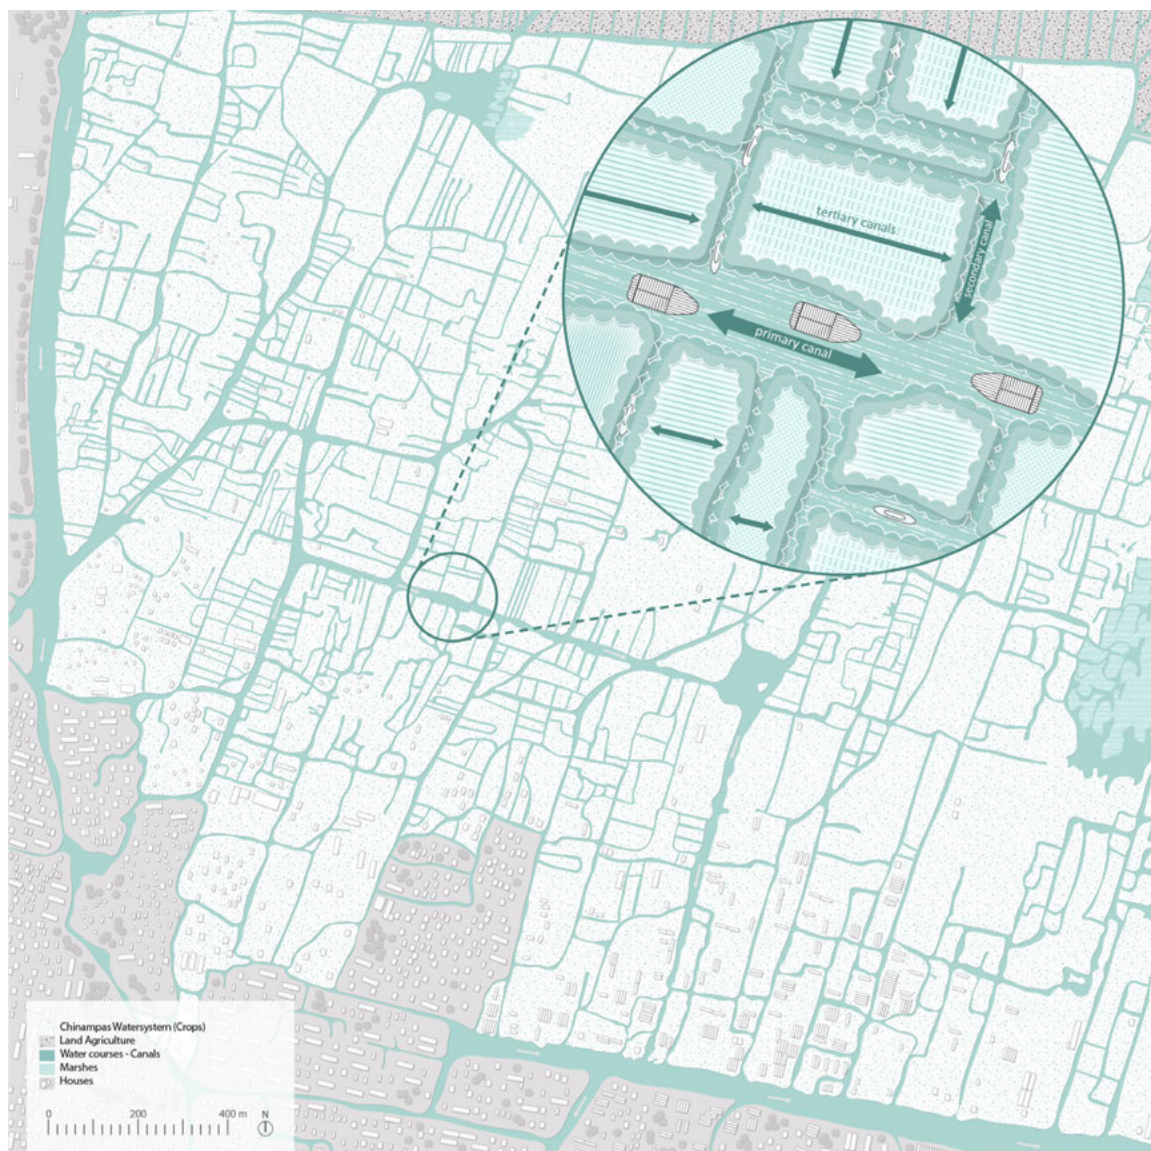 tertiary canals
secondary canal
primary canal
Chinampas Watersystem (Crops)
Land Agriculture
Water courses - Canals
Marshes
Houses
0 200 400 m N